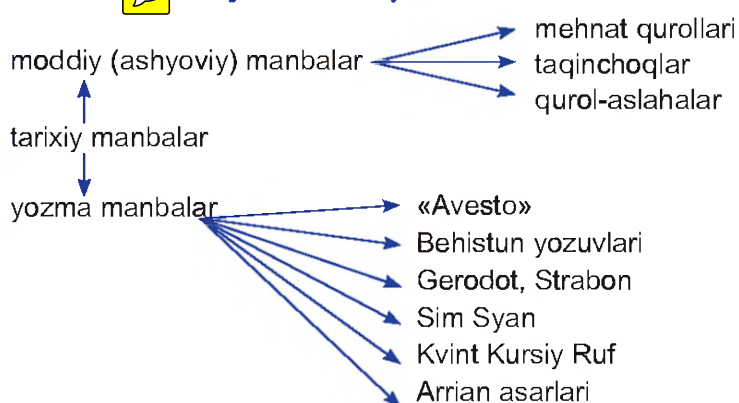 moddiy (ashyoviy) manbalar
mehnat qurollari
taqinchoqlar
qurol-aslahalar
tarixiy manbalar
yozma manbalar
«Avesto»
Behistun yozuvlari
Gerodot, Strabon
Sim Syan
Kvint Kursiy Ruf
Arrian asarlari